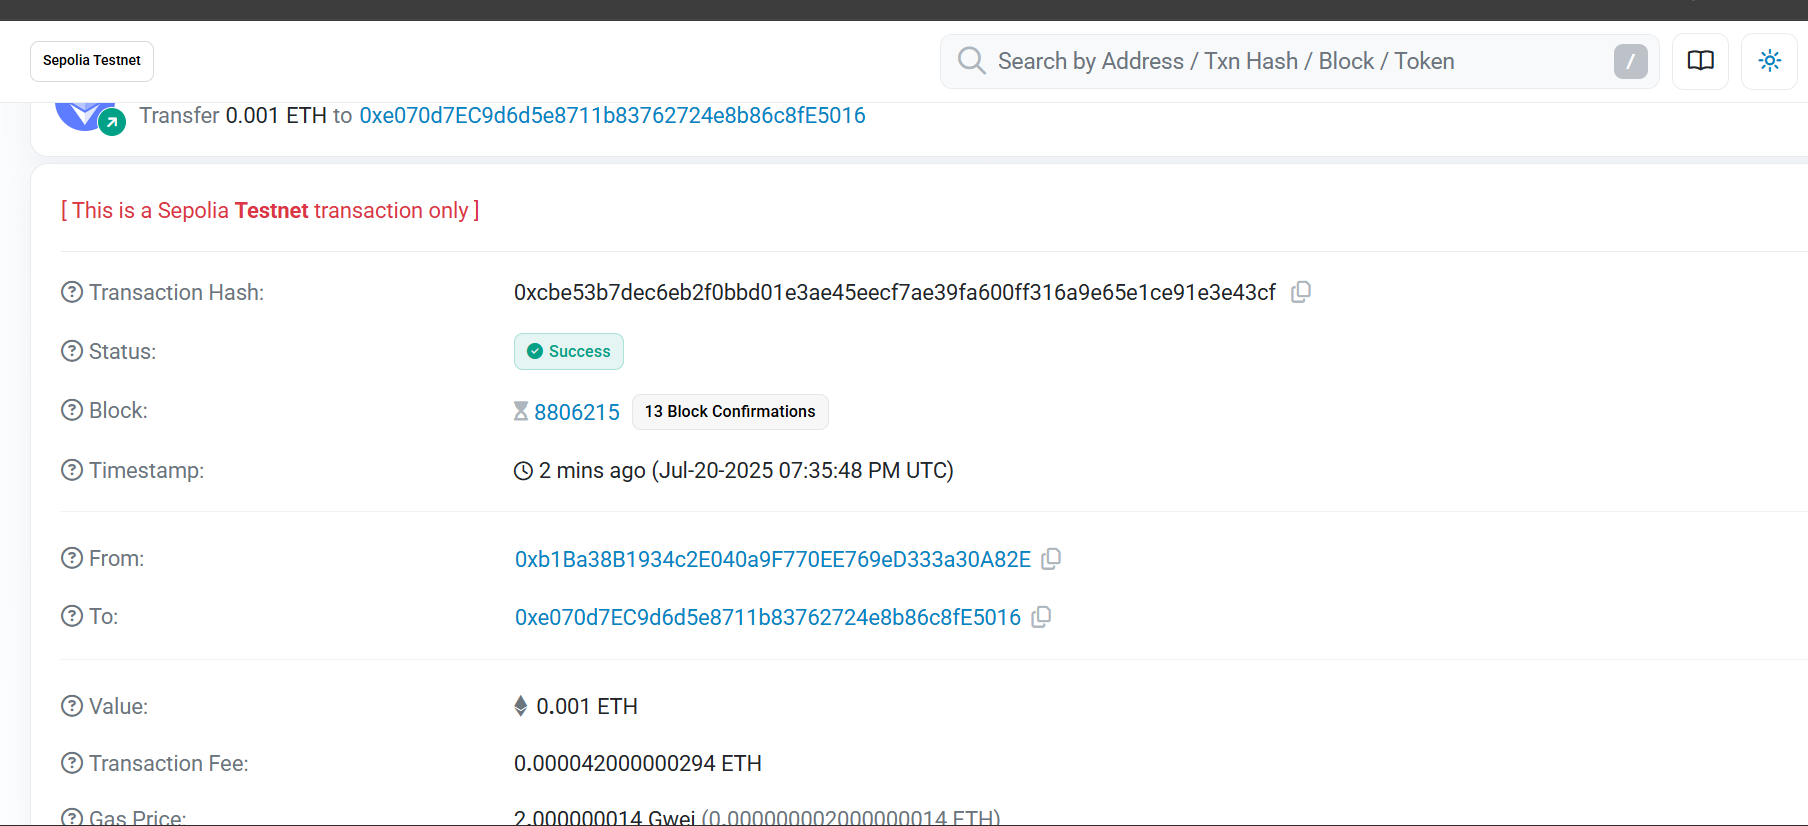 Sepolia Testnet
Search by Address / Txn Hash / Block / Token
/
Transfer 0.001 ETH to 0xe070d7EC9d6d5e8711b83762724e8b86c8fE5016
[ This is a Sepolia Testnet transaction only ]
Transaction Hash: 0xcbe53b7dec6eb2f0bbd01e3ae45eecf7ae39fa600ff316a9e65e1ce91e3e43cf
Status: Success
Block: 8806215 13 Block Confirmations
Timestamp: 2 mins ago (Jul-20-2025 07:35:48 PM UTC)
From: 0xb1Ba38B1934c2E040a9F770EE769eD333a30A82E
To: 0xe070d7EC9d6d5e8711b83762724e8b86c8fE5016
Value: 0.001 ETH
Transaction Fee: 0.000042000000294 ETH
Gas Price: 2.000000014 Gwei (0.000000002000000014 ETH)